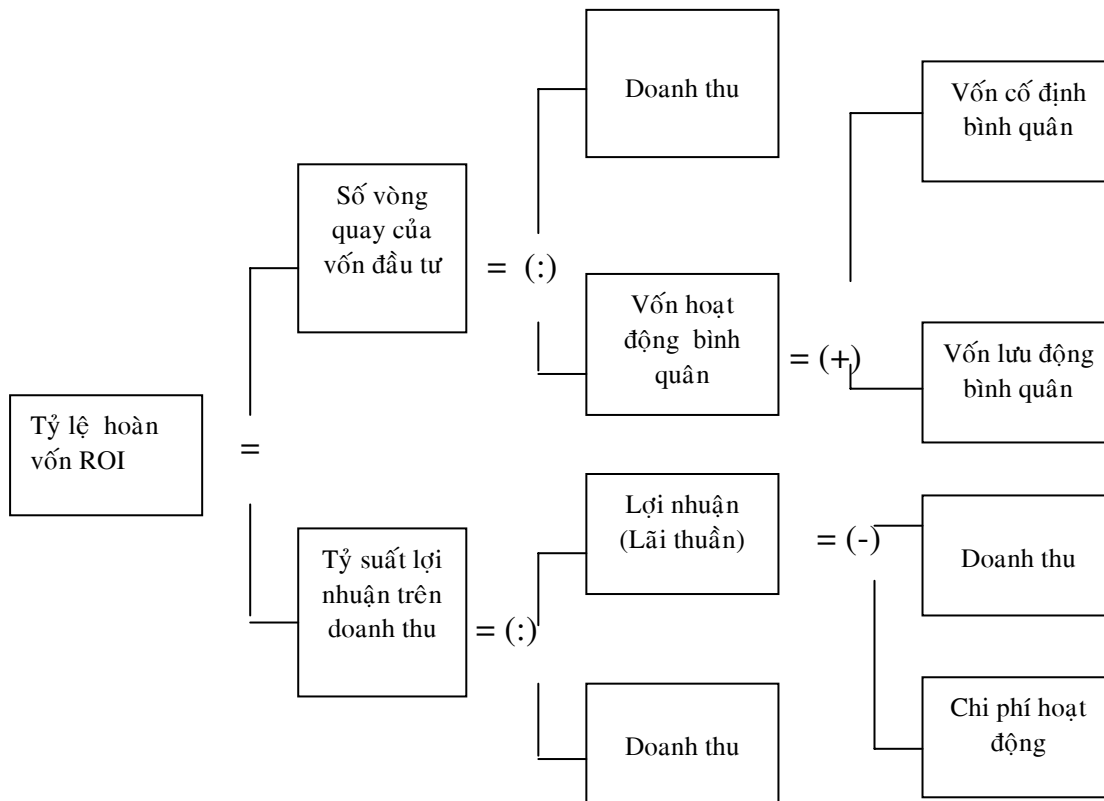 Doanh thu
Vốn cố định
bình quân
Số vòng
quay của
vốn đầu tư
= (:)
Vốn hoạt
động bình
quân
= (+)
Vốn lưu động
bình quân
Tỷ lệ hoàn
vốn ROI
=
Lợi nhuận
(Lãi thuần)
= (-)
Doanh thu
Tỷ suất lợi
nhuận trên
doanh thu
= (:)
Doanh thu
Chi phí hoạt
động